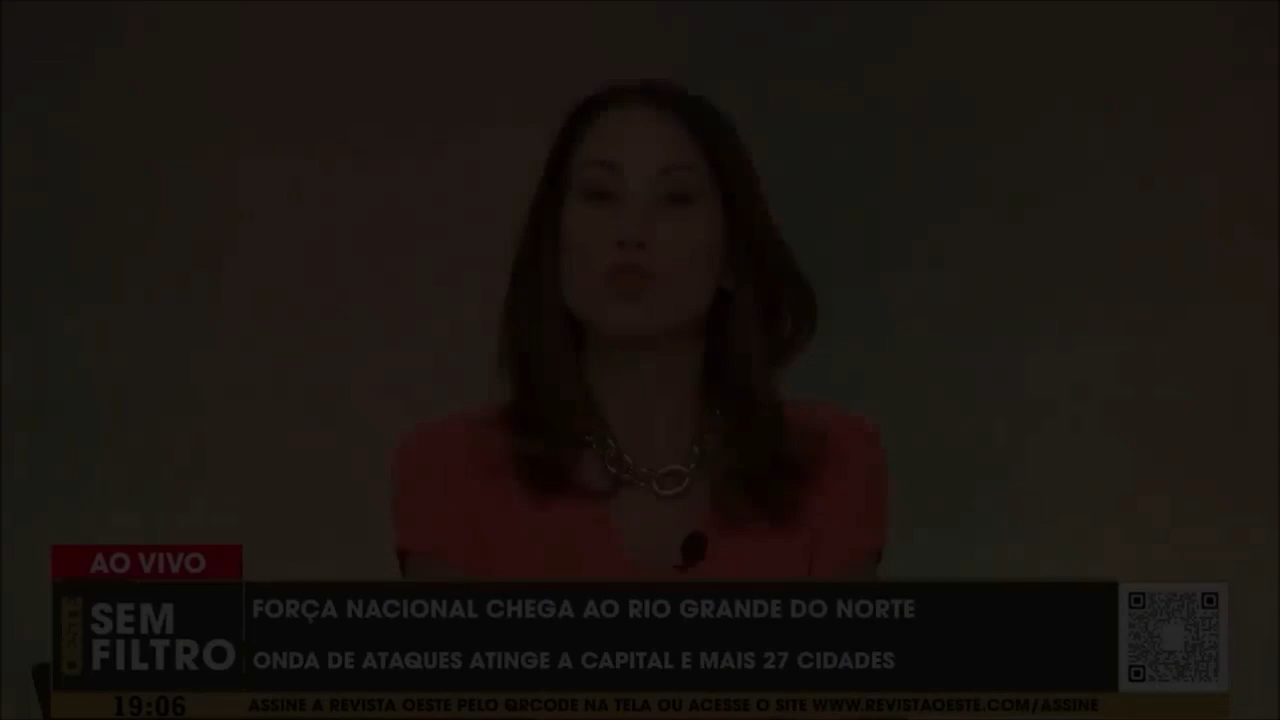 AO VIVO
OESTE
SEM
FILTRO
FORÇA NACIONAL CHEGA AO RIO GRANDE DO NORTE
ONDA DE ATAQUES ATINGE A CAPITAL E MAIS 27 CIDADES
19:06
ASSINE A REVISTA OESTE PELO QRCODE NA TELA OU ACESSE O SITE WWW.REVISTAOESTE.COM/ASSINE